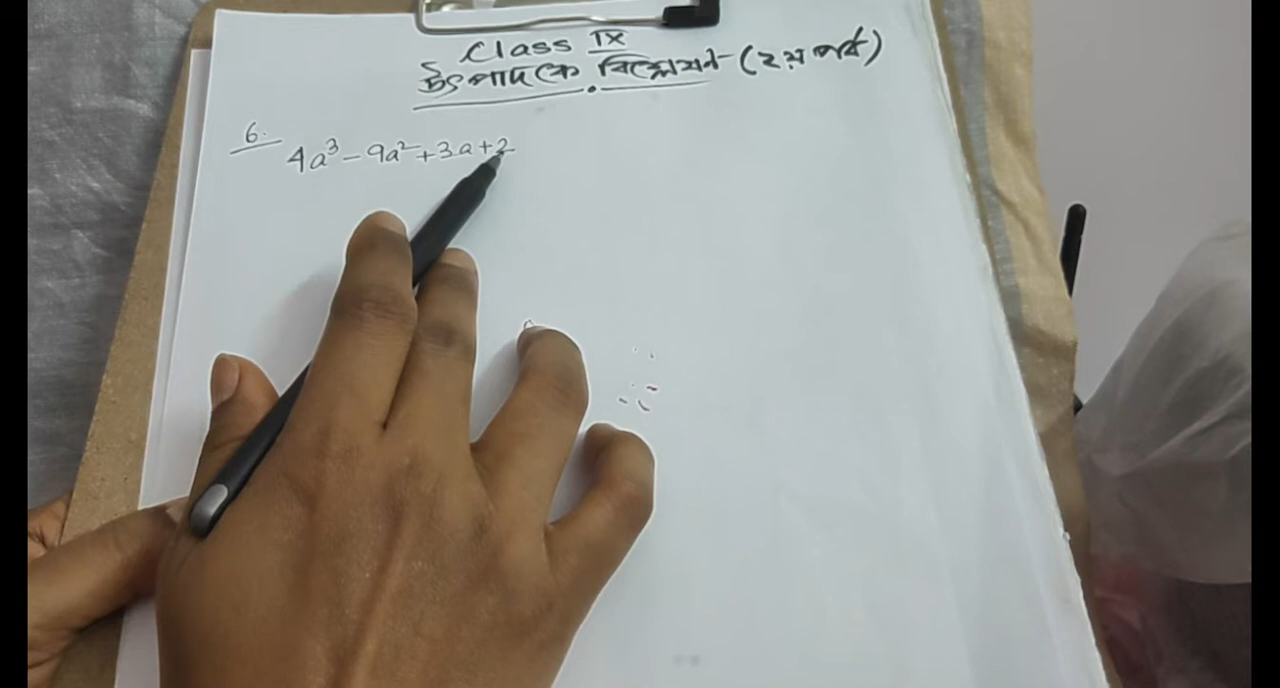 Class IX
উৎপাদকে বিশ্লেষণ (২য় পর্ব)
6. 4a³-9a²+3a+2